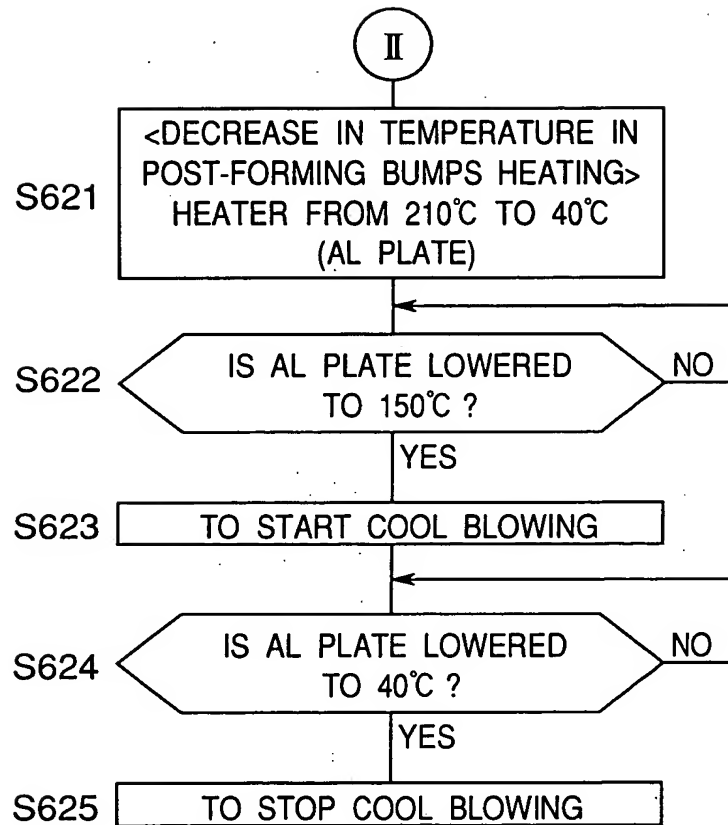 II
<DECREASE IN TEMPERATURE IN
POST-FORMING BUMPS HEATING>
S621
HEATER FROM 210℃ TO 40℃
(AL PLATE)
IS AL PLATE LOWERED
NO
S622
TO 150℃ ?
YES
S623
TO START COOL BLOWING
IS AL PLATE LOWERED
NO
S624
TO 40℃ ?
YES
S625
TO STOP COOL BLOWING